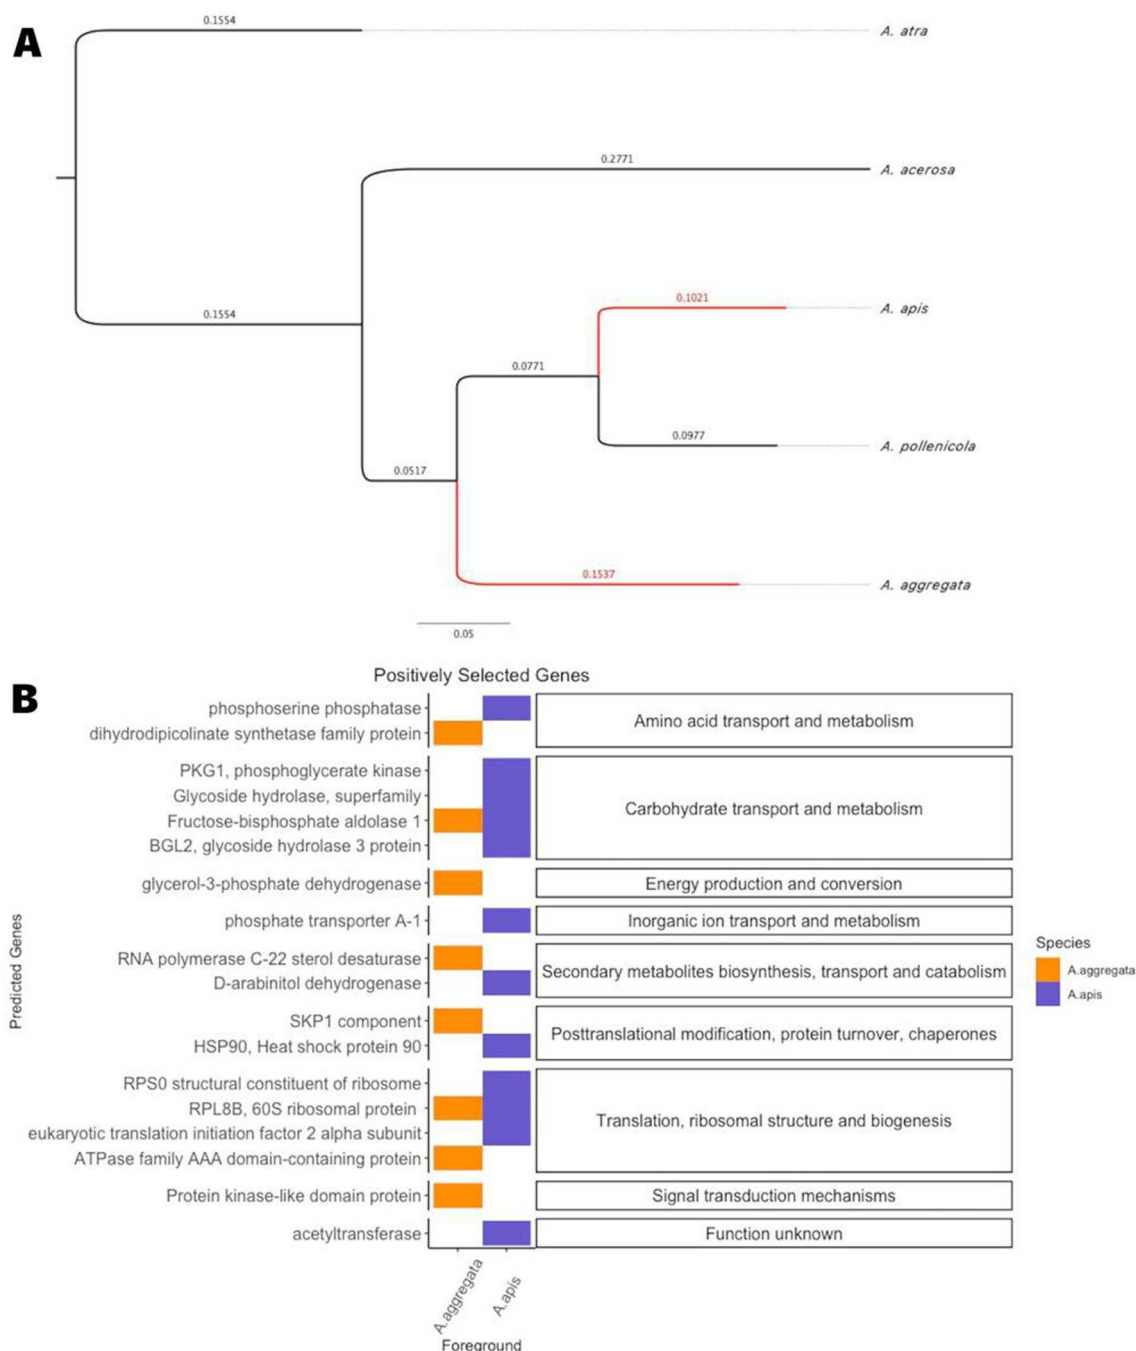 A
0.1554
A. atra
0.2771
A. acerosa
0.1021
A. apis
0.1554
0.0771
0.0977
A. pollenicola
0.0517
0.1537
A. aggregata
0.05
B
Positively Selected Genes
phosphoserine phosphatase
dihydrodipicolinate synthetase family protein
Amino acid transport and metabolism
PKG1, phosphoglycerate kinase
Glycoside hydrolase, superfamily
Fructose-bisphosphate aldolase 1
BGL2, glycoside hydrolase 3 protein
Carbohydrate transport and metabolism
glycerol-3-phosphate dehydrogenase
Energy production and conversion
phosphate transporter A-1
Inorganic ion transport and metabolism
RNA polymerase C-22 sterol desaturase
D-arabinitol dehydrogenase
Secondary metabolites biosynthesis, transport and catabolism
SKP1 component
HSP90, Heat shock protein 90
Posttranslational modification, protein turnover, chaperones
RPS0 structural constituent of ribosome
RPL8B, 60S ribosomal protein
eukaryotic translation initiation factor 2 alpha subunit
ATPase family AAA domain-containing protein
Translation, ribosomal structure and biogenesis
Protein kinase-like domain protein
Signal transduction mechanisms
acetyltransferase
Function unknown
Predicted Genes
A.aggregata
A.apis
Foreground
Species
A.aggregata
A.apis